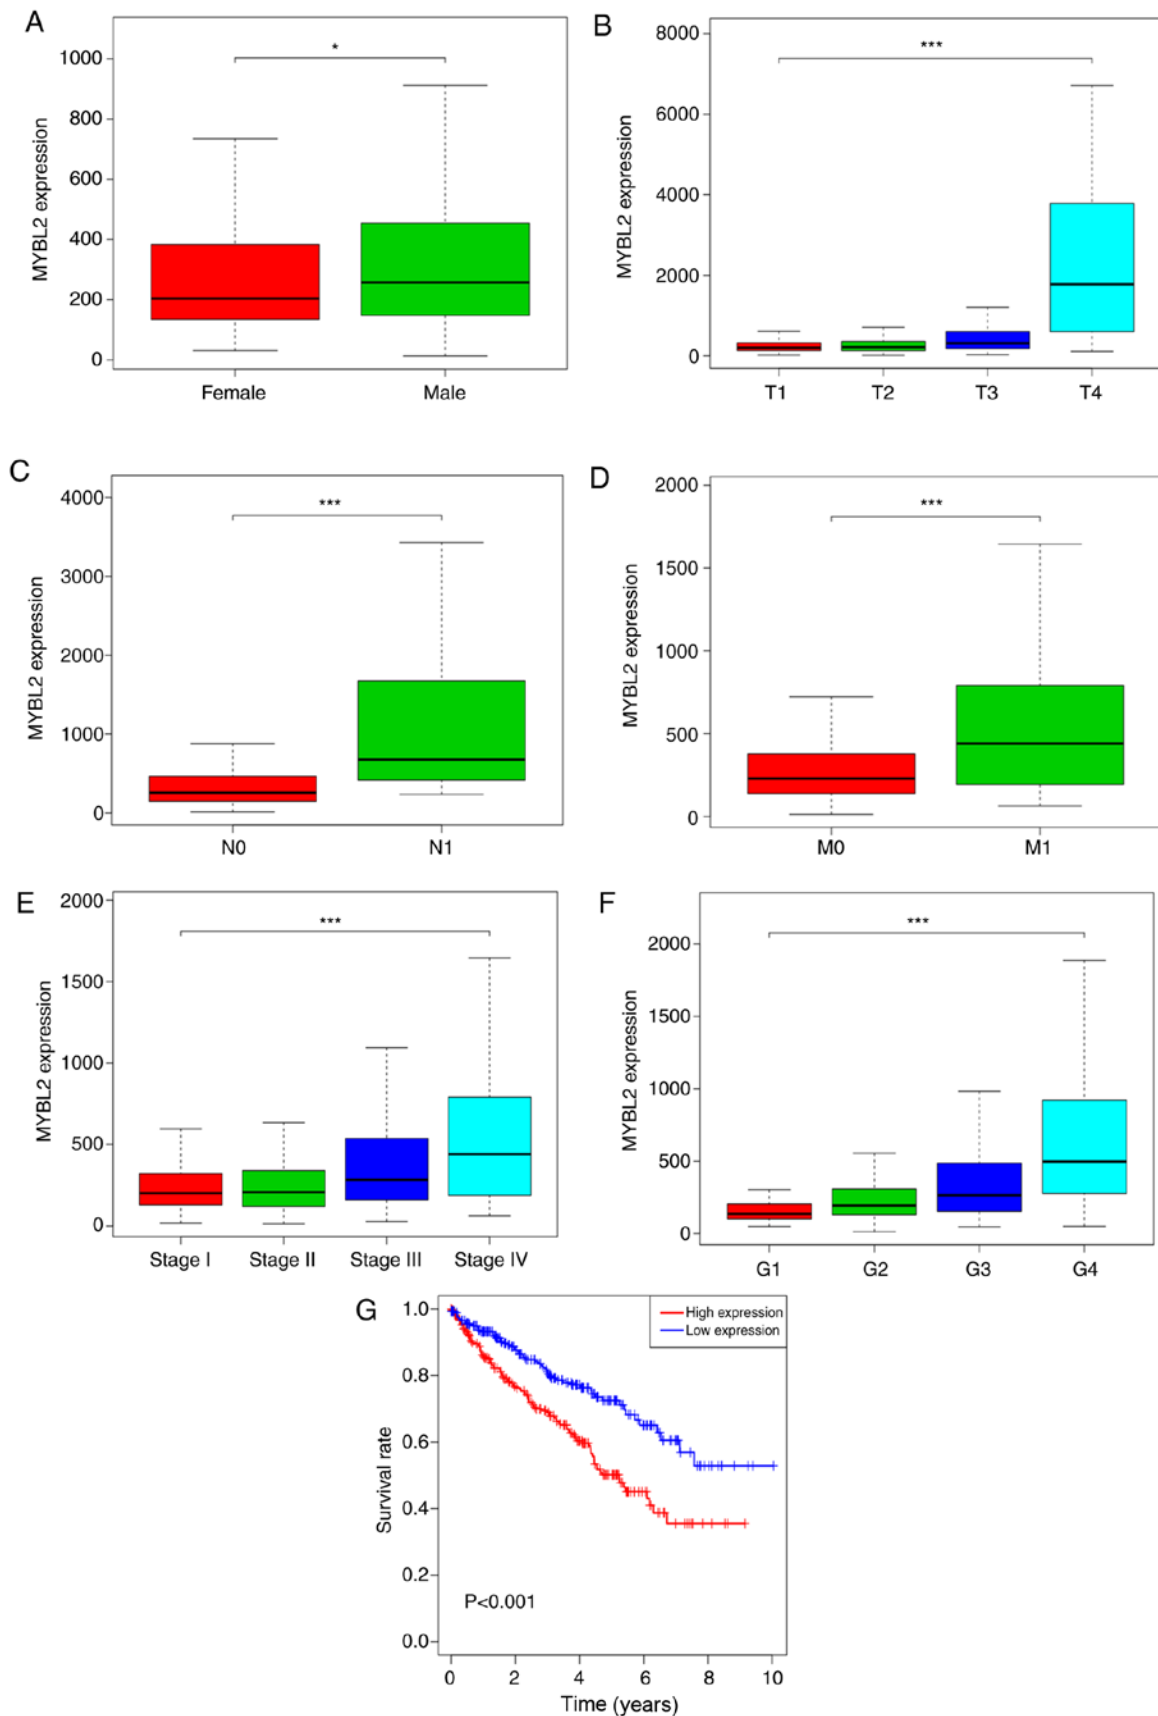 A
MYBL2 expression
1000
800
600
400
200
0
*
Female Male
B
MYBL2 expression
8000
6000
4000
2000
0
***
T1 T2 T3 T4
C
MYBL2 expression
4000
3000
2000
1000
0
***
N0 N1
D
MYBL2 expression
2000
1500
1000
500
0
***
M0 M1
E
MYBL2 expression
2000
1500
1000
500
0
***
Stage I Stage II Stage III Stage IV
F
MYBL2 expression
2000
1500
1000
500
0
***
G1 G2 G3 G4
G
Survival rate
1.0
0.8
0.6
0.4
0.2
0.0
High expression
Low expression
P<0.001
0 2 4 6 8 10
Time (years)